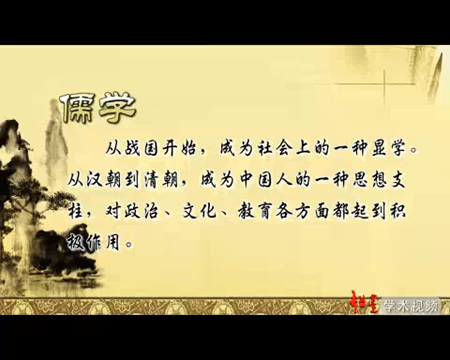 儒学
从战国开始，成为社会上的一种显学。
从汉朝到清朝，成为中国人的一种思想支
柱，对政治、文化、教育各方面都起到积
极作用。
超星学术视频